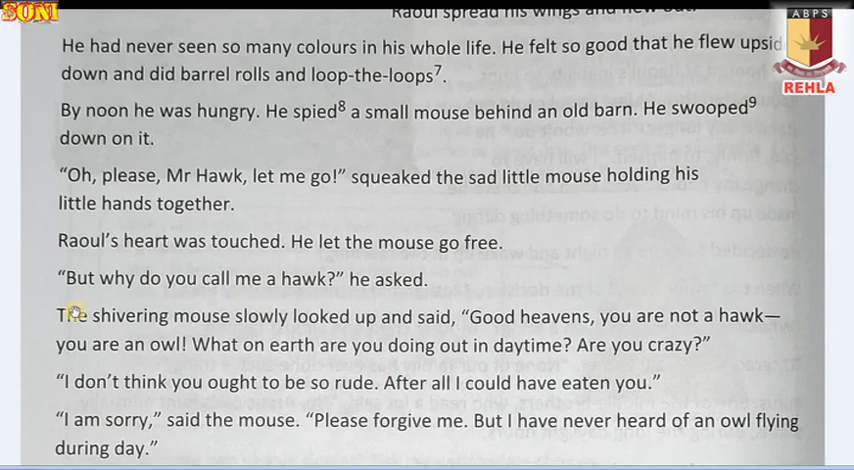 SONI
Raoul spread his wings and flew out.
ABPS
REHLA
He had never seen so many colours in his whole life. He felt so good that he flew upside
down and did barrel rolls and loop-the-loops7.
By noon he was hungry. He spied8 a small mouse behind an old barn. He swooped9
down on it.
“Oh, please, Mr Hawk, let me go!” squeaked the sad little mouse holding his
little hands together.
Raoul’s heart was touched. He let the mouse go free.
“But why do you call me a hawk?” he asked.
The shivering mouse slowly looked up and said, “Good heavens, you are not a hawk—
you are an owl! What on earth are you doing out in daytime? Are you crazy?”
“I don’t think you ought to be so rude. After all I could have eaten you.”
“I am sorry,” said the mouse. “Please forgive me. But I have never heard of an owl flying
during day.”